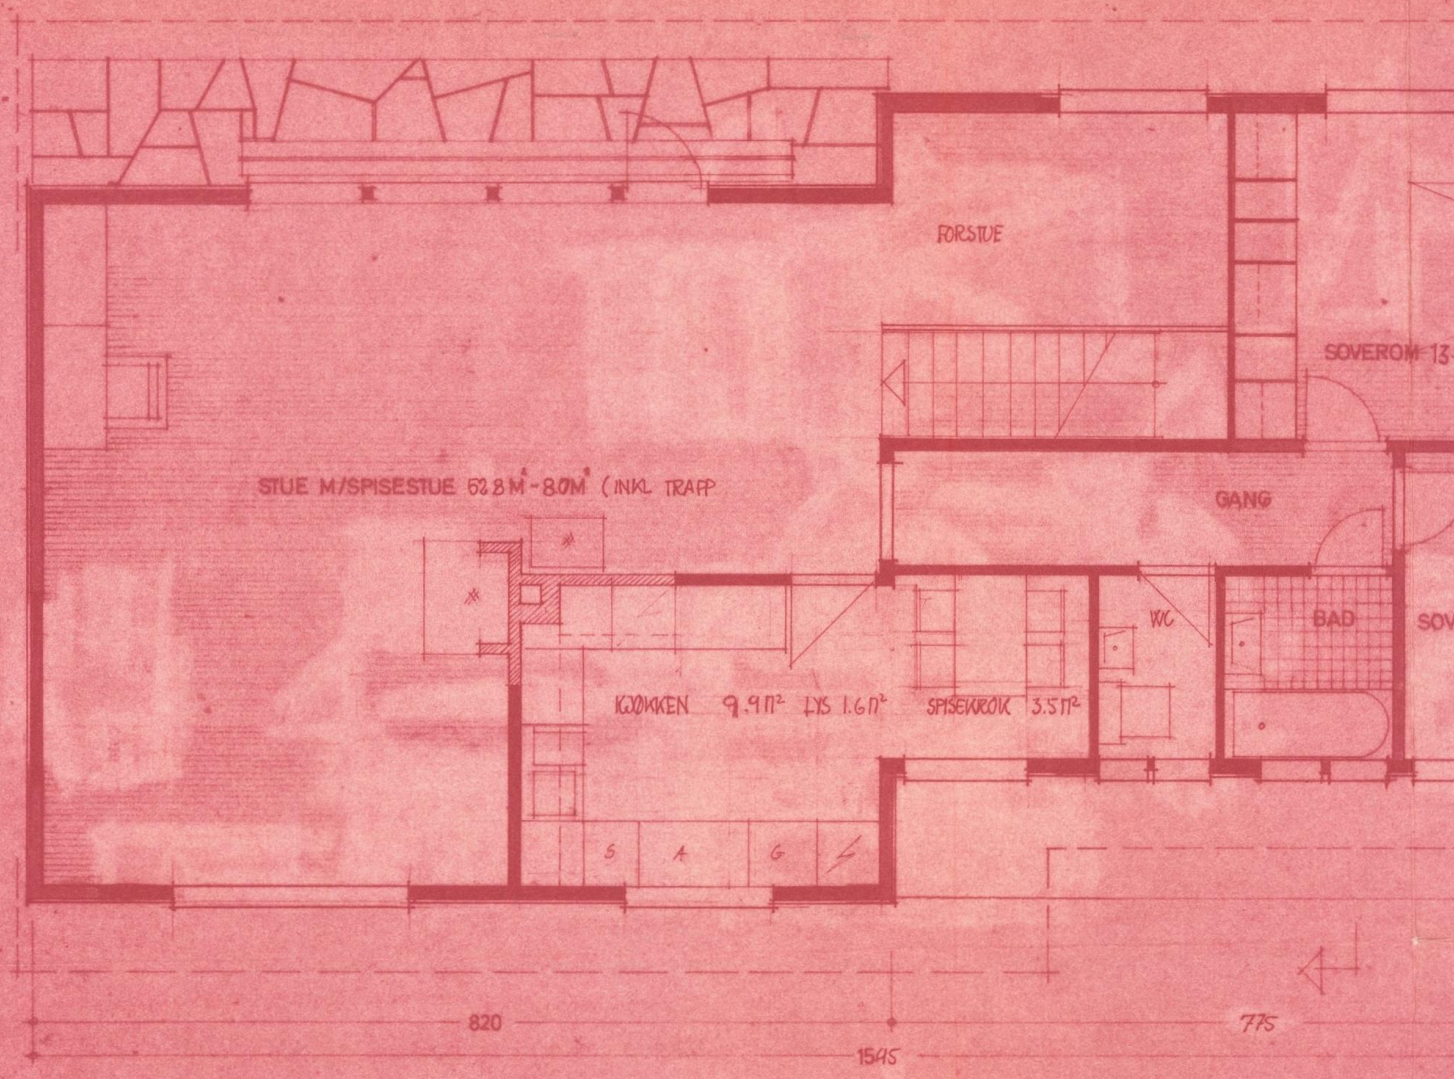 FORSTUE
SOVEROM 13
STUE M/SPISESTUE 52.8 M² - 8.0M² (INKL TRAPP
GANG
WC
BAD
SOV
KJØKKEN 9.9 M² LYS 1.6 M² SPISEKROK 3.5 M²
S A G
820
775
1595